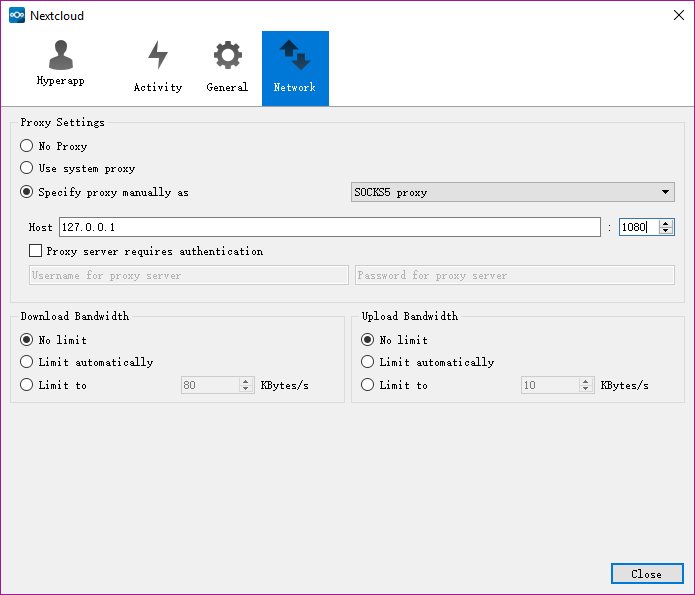 Nextcloud
Hyperapp
Activity
General
Network
Proxy Settings
No Proxy
Use system proxy
Specify proxy manually as
SOCKS5 proxy
Host 127.0.0.1 : 1080
Proxy server requires authentication
Username for proxy server
Password for proxy server
Download Bandwidth
No limit
Limit automatically
Limit to 80 KBytes/s
Upload Bandwidth
No limit
Limit automatically
Limit to 10 KBytes/s
Close